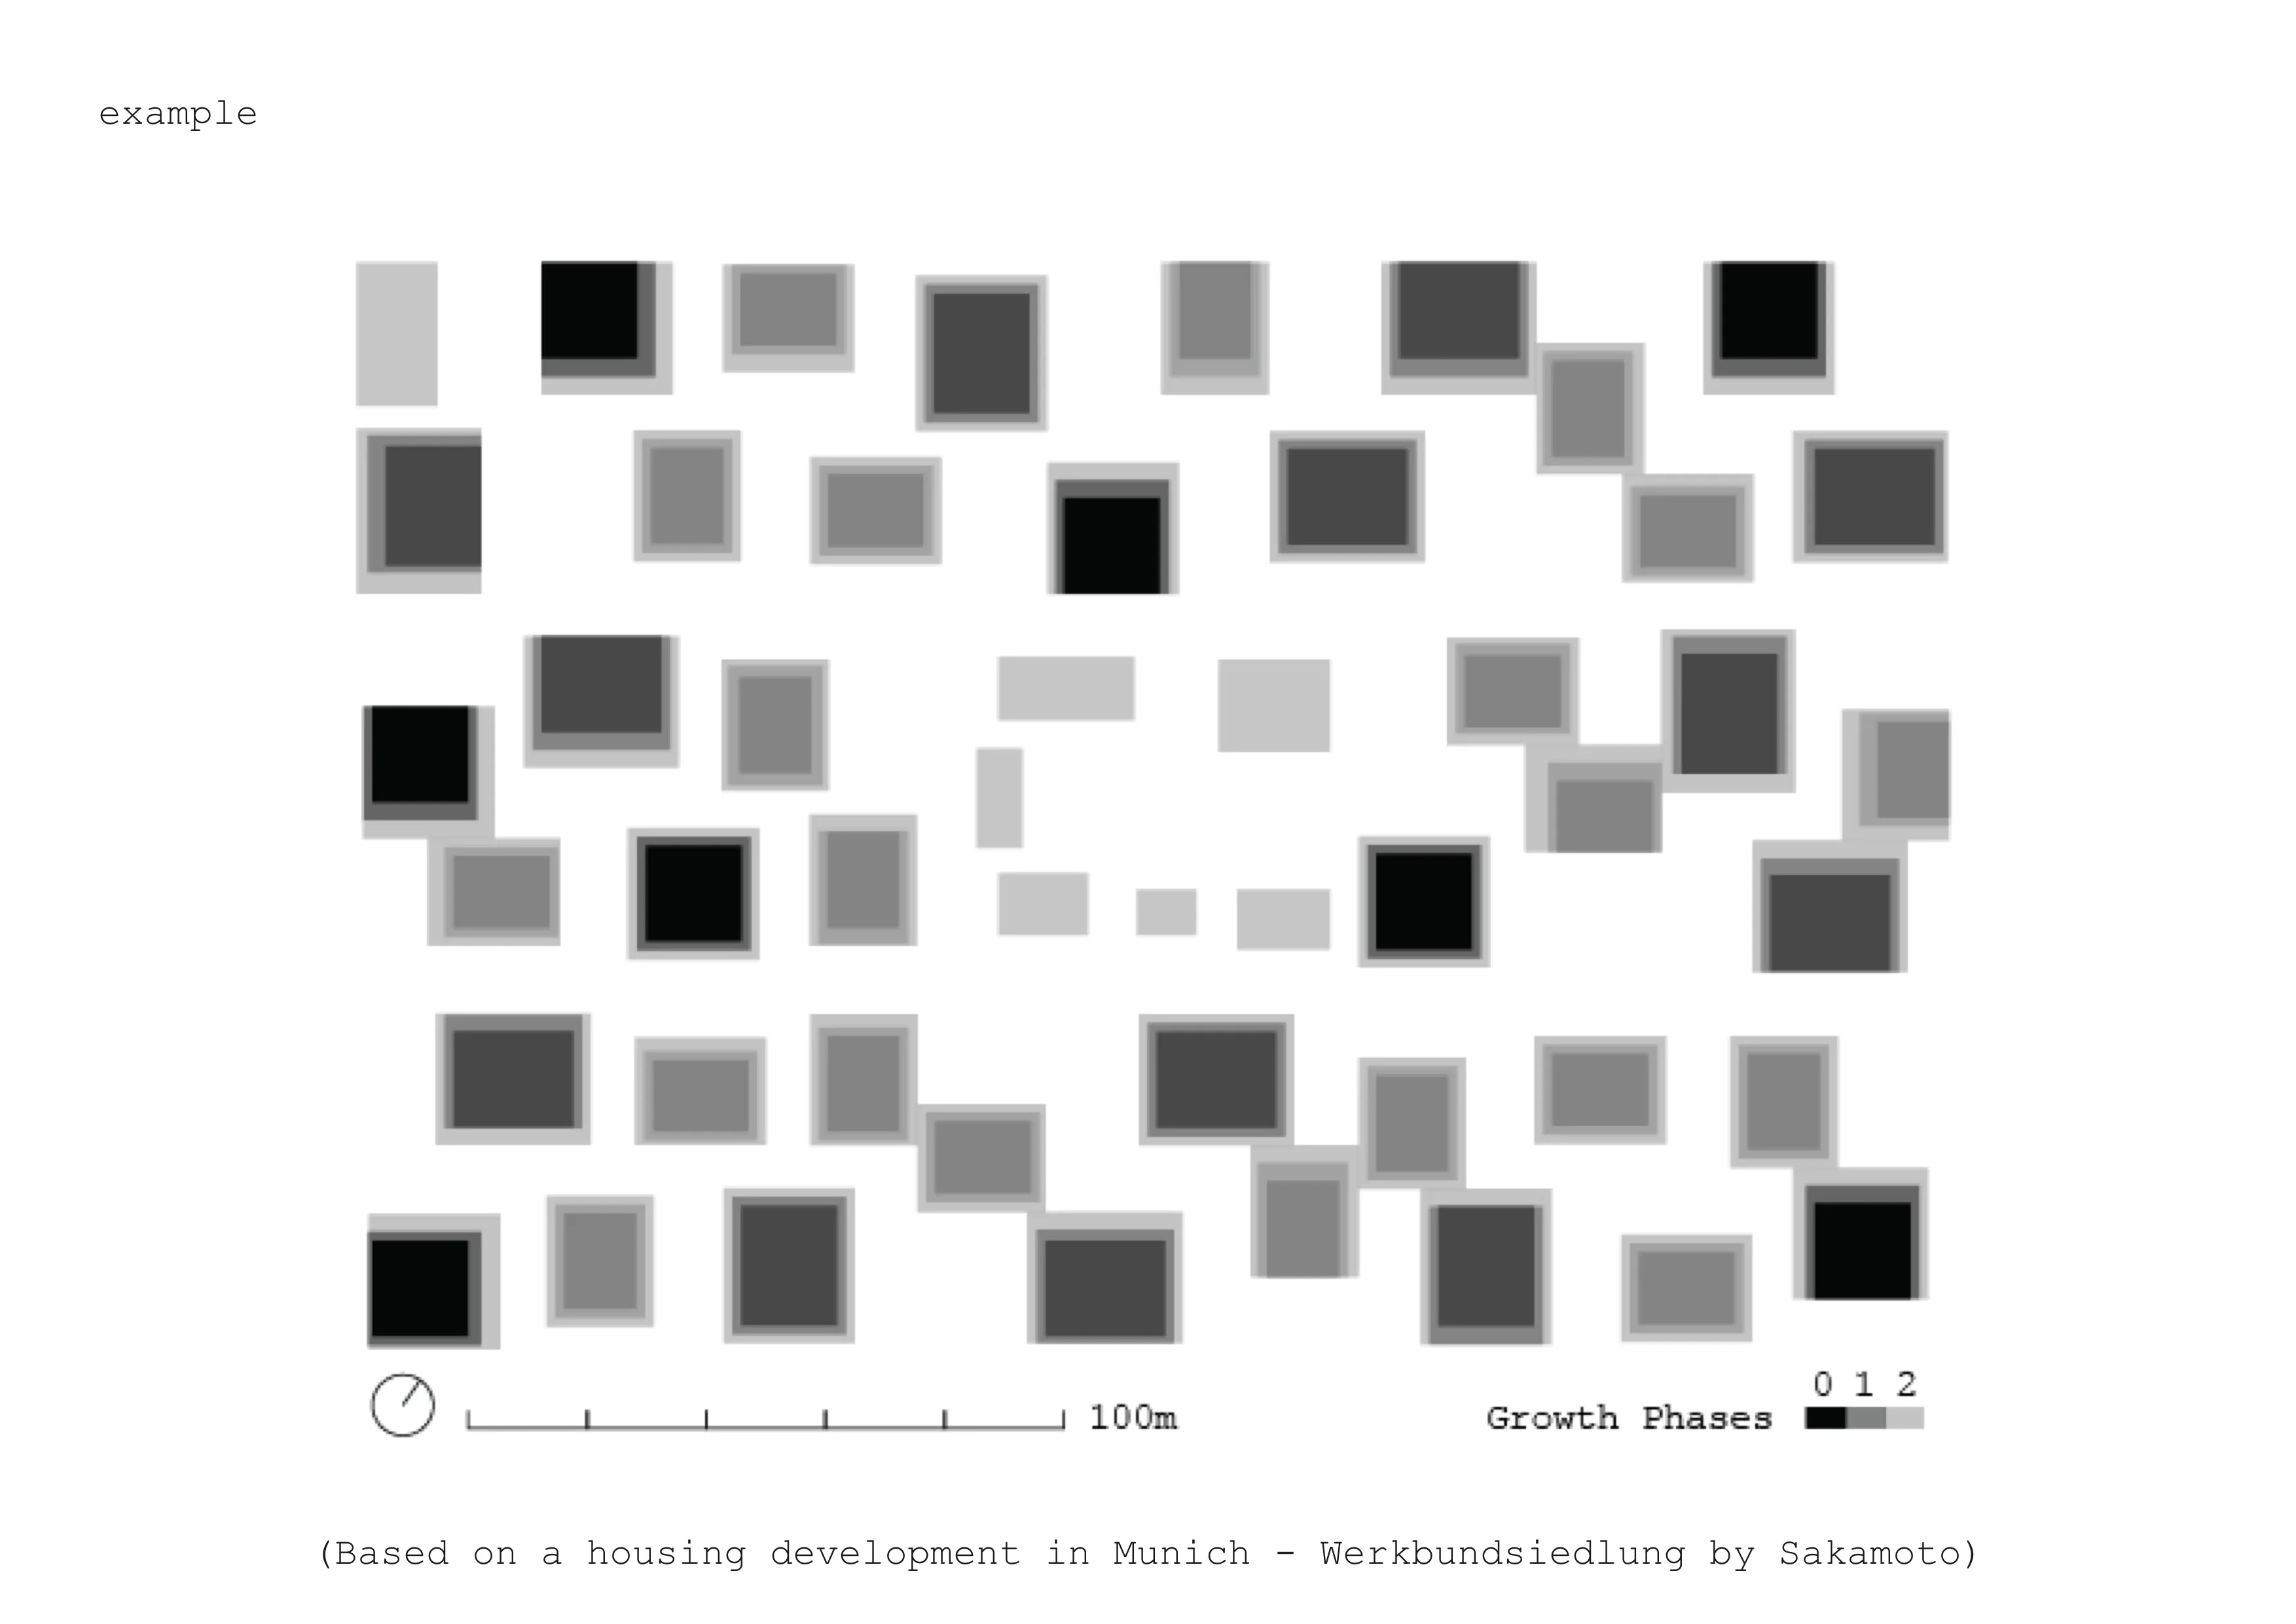 example
0 1 2
100m
Growth Phases
(Based on a housing development in Munich - Werkbundsiedlung by Sakamoto)